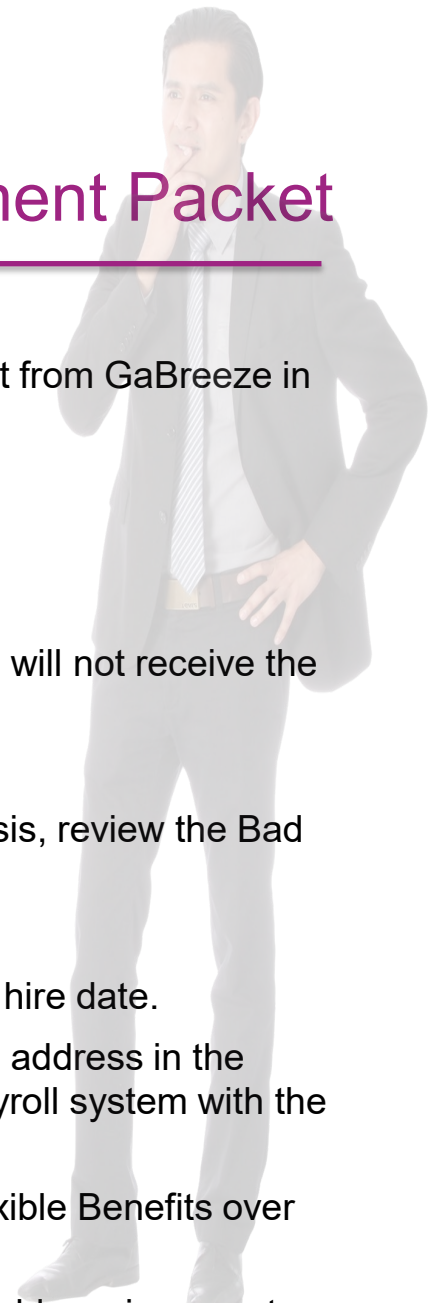 ment Packet
t from GaBreeze in
will not receive the
sis, review the Bad
hire date.
address in the
yroll system with the
xible Benefits over